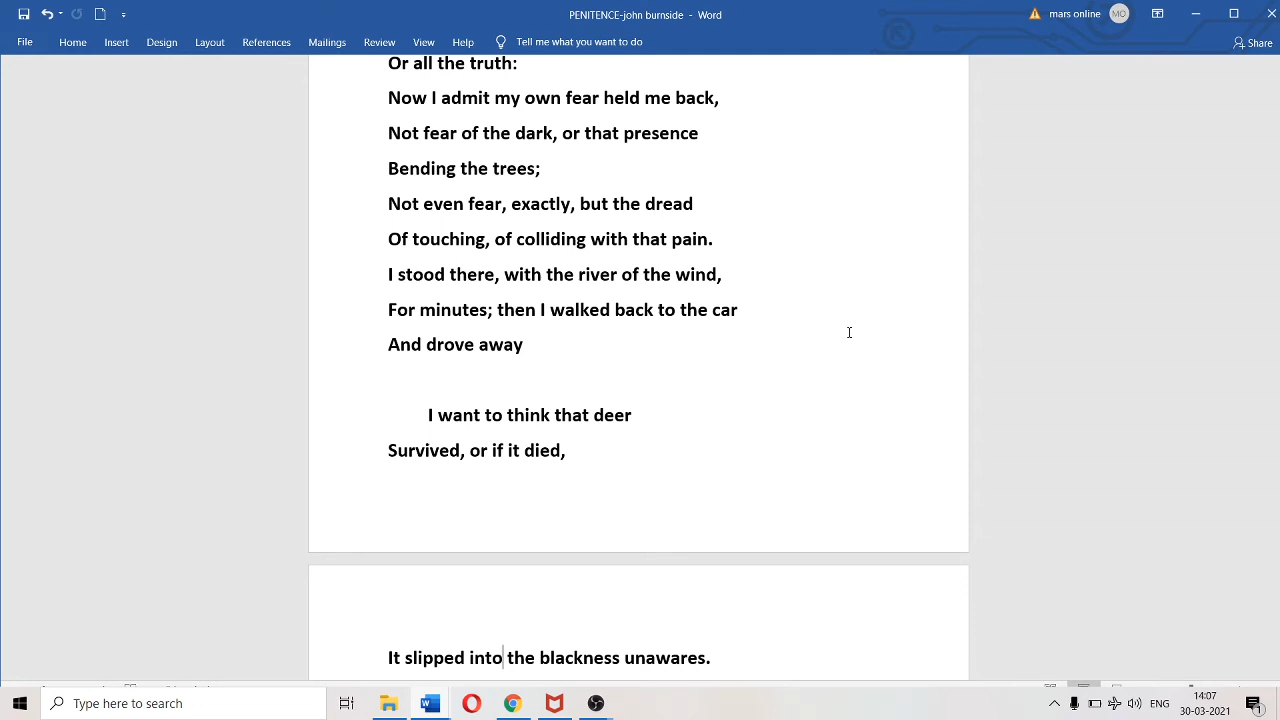 PENITENCE-john burnside - Word
mars online
MO
File Home Insert Design Layout References Mailings Review View Help Tell me what you want to do
Share
Or all the truth:
Now I admit my own fear held me back,
Not fear of the dark, or that presence
Bending the trees;
Not even fear, exactly, but the dread
Of touching, of colliding with that pain.
I stood there, with the river of the wind,
For minutes; then I walked back to the car
And drove away
I want to think that deer
Survived, or if it died,
It slipped into the blackness unawares.
Type here to search
ENG
14:07
30-03-2021
1